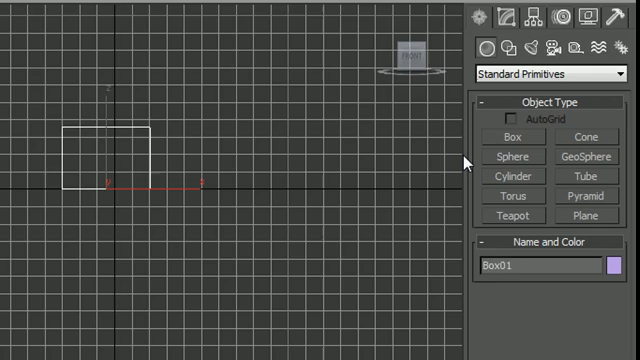 FRONT
z
y
x
Standard Primitives
- Object Type
AutoGrid
Box Cone
Sphere GeoSphere
Cylinder Tube
Torus Pyramid
Teapot Plane
- Name and Color
Box01